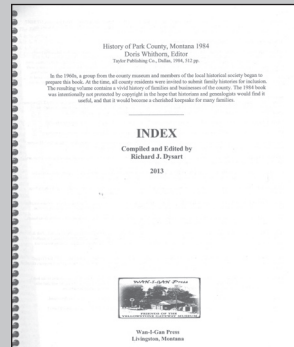 History of Park County, Montana 1984
Doris Whithorn, Editor
Taylor Publishing Co., Dallas, 1984, 512 pp.
In the 1980s, a group from the county museum and members of the local historical society began to
prepare this book. At the time, all county residents were invited to submit family histories for inclusion.
The resulting volume contains a vivid history of families and businesses of the county. The 1984 book
was intentionally not protected by copyright in the hope that historians and genealogists would find it
useful, and that it would become a cherished keepsake for many families.
INDEX
Compiled and Edited by
Richard J. Dysart
2013
WAN-I-GAN Press
Wan-I-Gan Press
Livingston, Montana